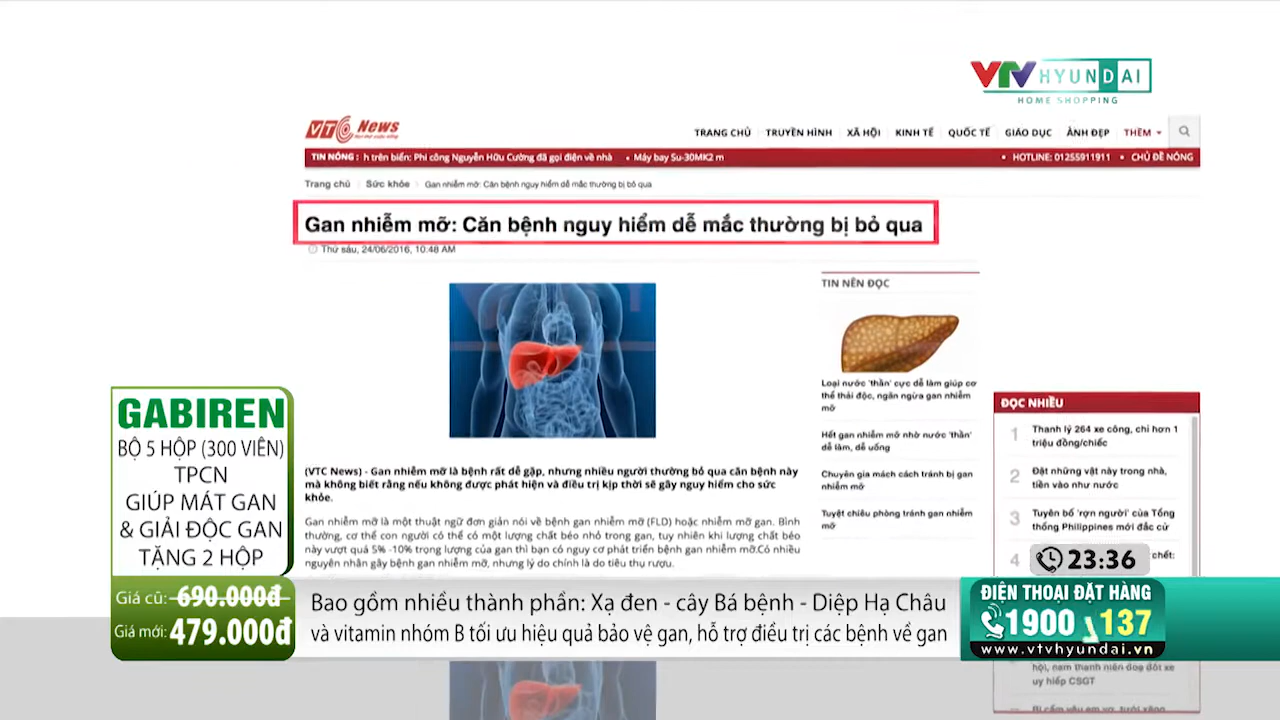 VTV HYUNDAI
HOME SHOPPING
VTC News
TRANG CHỦ TRUYỀN HÌNH XÃ HỘI KINH TẾ QUỐC TẾ GIÁO DỤC ẢNH ĐẸP THÊM
TIN NÓNG : h trên biển: Phi công Nguyễn Hữu Cường đã gọi điện về nhà • Máy bay Su-30MK2 m • HOTLINE: 01255911911 • CHỦ ĐỀ NÓNG
Trang chủ Sức khỏe Gan nhiễm mỡ: Căn bệnh nguy hiểm dễ mắc thường bị bỏ qua
Gan nhiễm mỡ: Căn bệnh nguy hiểm dễ mắc thường bị bỏ qua
Thứ sáu, 24/06/2016, 10:48 AM
TIN NÊN ĐỌC
Loại nước 'thần' cực dễ làm giúp cơ
thể thải độc, ngăn ngừa gan nhiễm
mỡ
Hết gan nhiễm mỡ nhờ nước 'thần'
dễ làm, dễ uống
Chuyên gia mách cách tránh bị gan
nhiễm mỡ
Tuyệt chiêu phòng tránh gan nhiễm
mỡ
(VTC News) - Gan nhiễm mỡ là bệnh rất dễ gặp, nhưng nhiều người thường bỏ qua căn bệnh này
mà không biết rằng nếu không được phát hiện và điều trị kịp thời sẽ gây nguy hiểm cho sức
khỏe.
Gan nhiễm mỡ là một thuật ngữ đơn giản nói về bệnh gan nhiễm mỡ (FLD) hoặc nhiễm mỡ gan. Bình
thường, cơ thể con người có thể có một lượng chất béo nhỏ trong gan, tuy nhiên khi lượng chất béo
này vượt quá 5% -10% trọng lượng của gan thì bạn có nguy cơ phát triển bệnh gan nhiễm mỡ.Có nhiều
nguyên nhân gây bệnh gan nhiễm mỡ, nhưng lý do chính là do tiêu thụ rượu.
ĐỌC NHIỀU
1 Thanh lý 264 xe công, chỉ hơn 1
triệu đồng/chiếc
2 Đặt những vật này trong nhà,
tiền vào như nước
3 Tuyên bố 'rợn người' của Tổng
thống Philippines mới đắc cử
4 chết:
hội, nam thanh niên doạ đốt xe
uy hiếp CSGT
GABIREN
BỘ 5 HỘP (300 VIÊN)
TPCN
GIÚP MÁT GAN
& GIẢI ĐỘC GAN
TẶNG 2 HỘP
Giá cũ: 690.000đ
Giá mới: 479.000đ
Bao gồm nhiều thành phần: Xạ đen - cây Bá bệnh - Diệp Hạ Châu
và vitamin nhóm B tối ưu hiệu quả bảo vệ gan, hỗ trợ điều trị các bệnh về gan
23:36
ĐIỆN THOẠI ĐẶT HÀNG
1900 137
www.vtvhyundai.vn